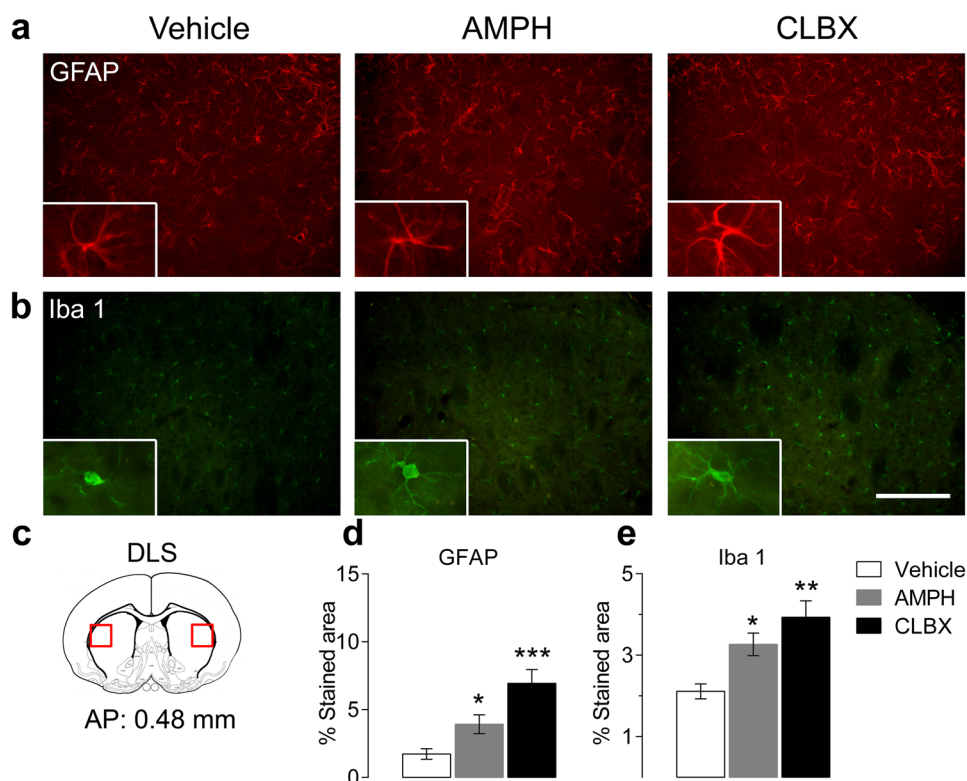 Vehicle AMPH CLBX
a
GFAP
b
Iba 1
c
DLS
AP: 0.48 mm
d
GFAP
% Stained area
15
10
5
0
*
***
e
Iba 1
% Stained area
5
3
1
*
**
Vehicle
AMPH
CLBX